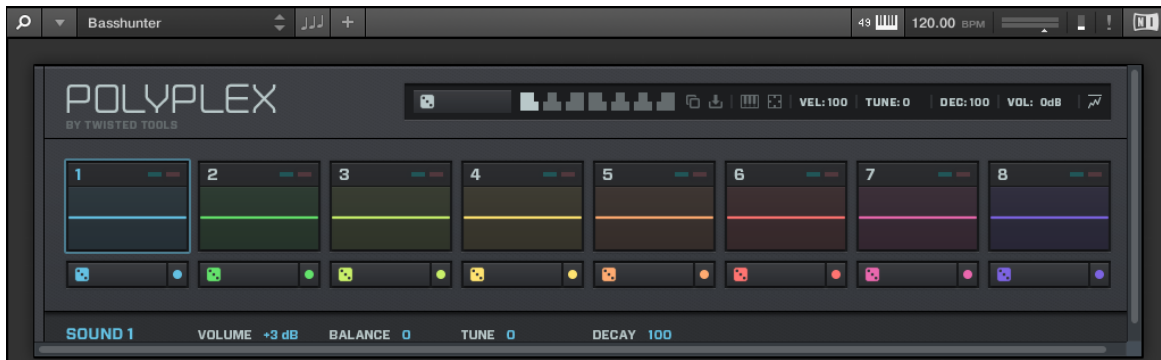 Basshunter
49
120.00 BPM
!
NI
POLYPLEX
BY TWISTED TOOLS
VEL: 100 TUNE: 0 DEC: 100 VOL: 0dB
1 2 3 4 5 6 7 8
SOUND 1 VOLUME +3 dB BALANCE 0 TUNE 0 DECAY 100